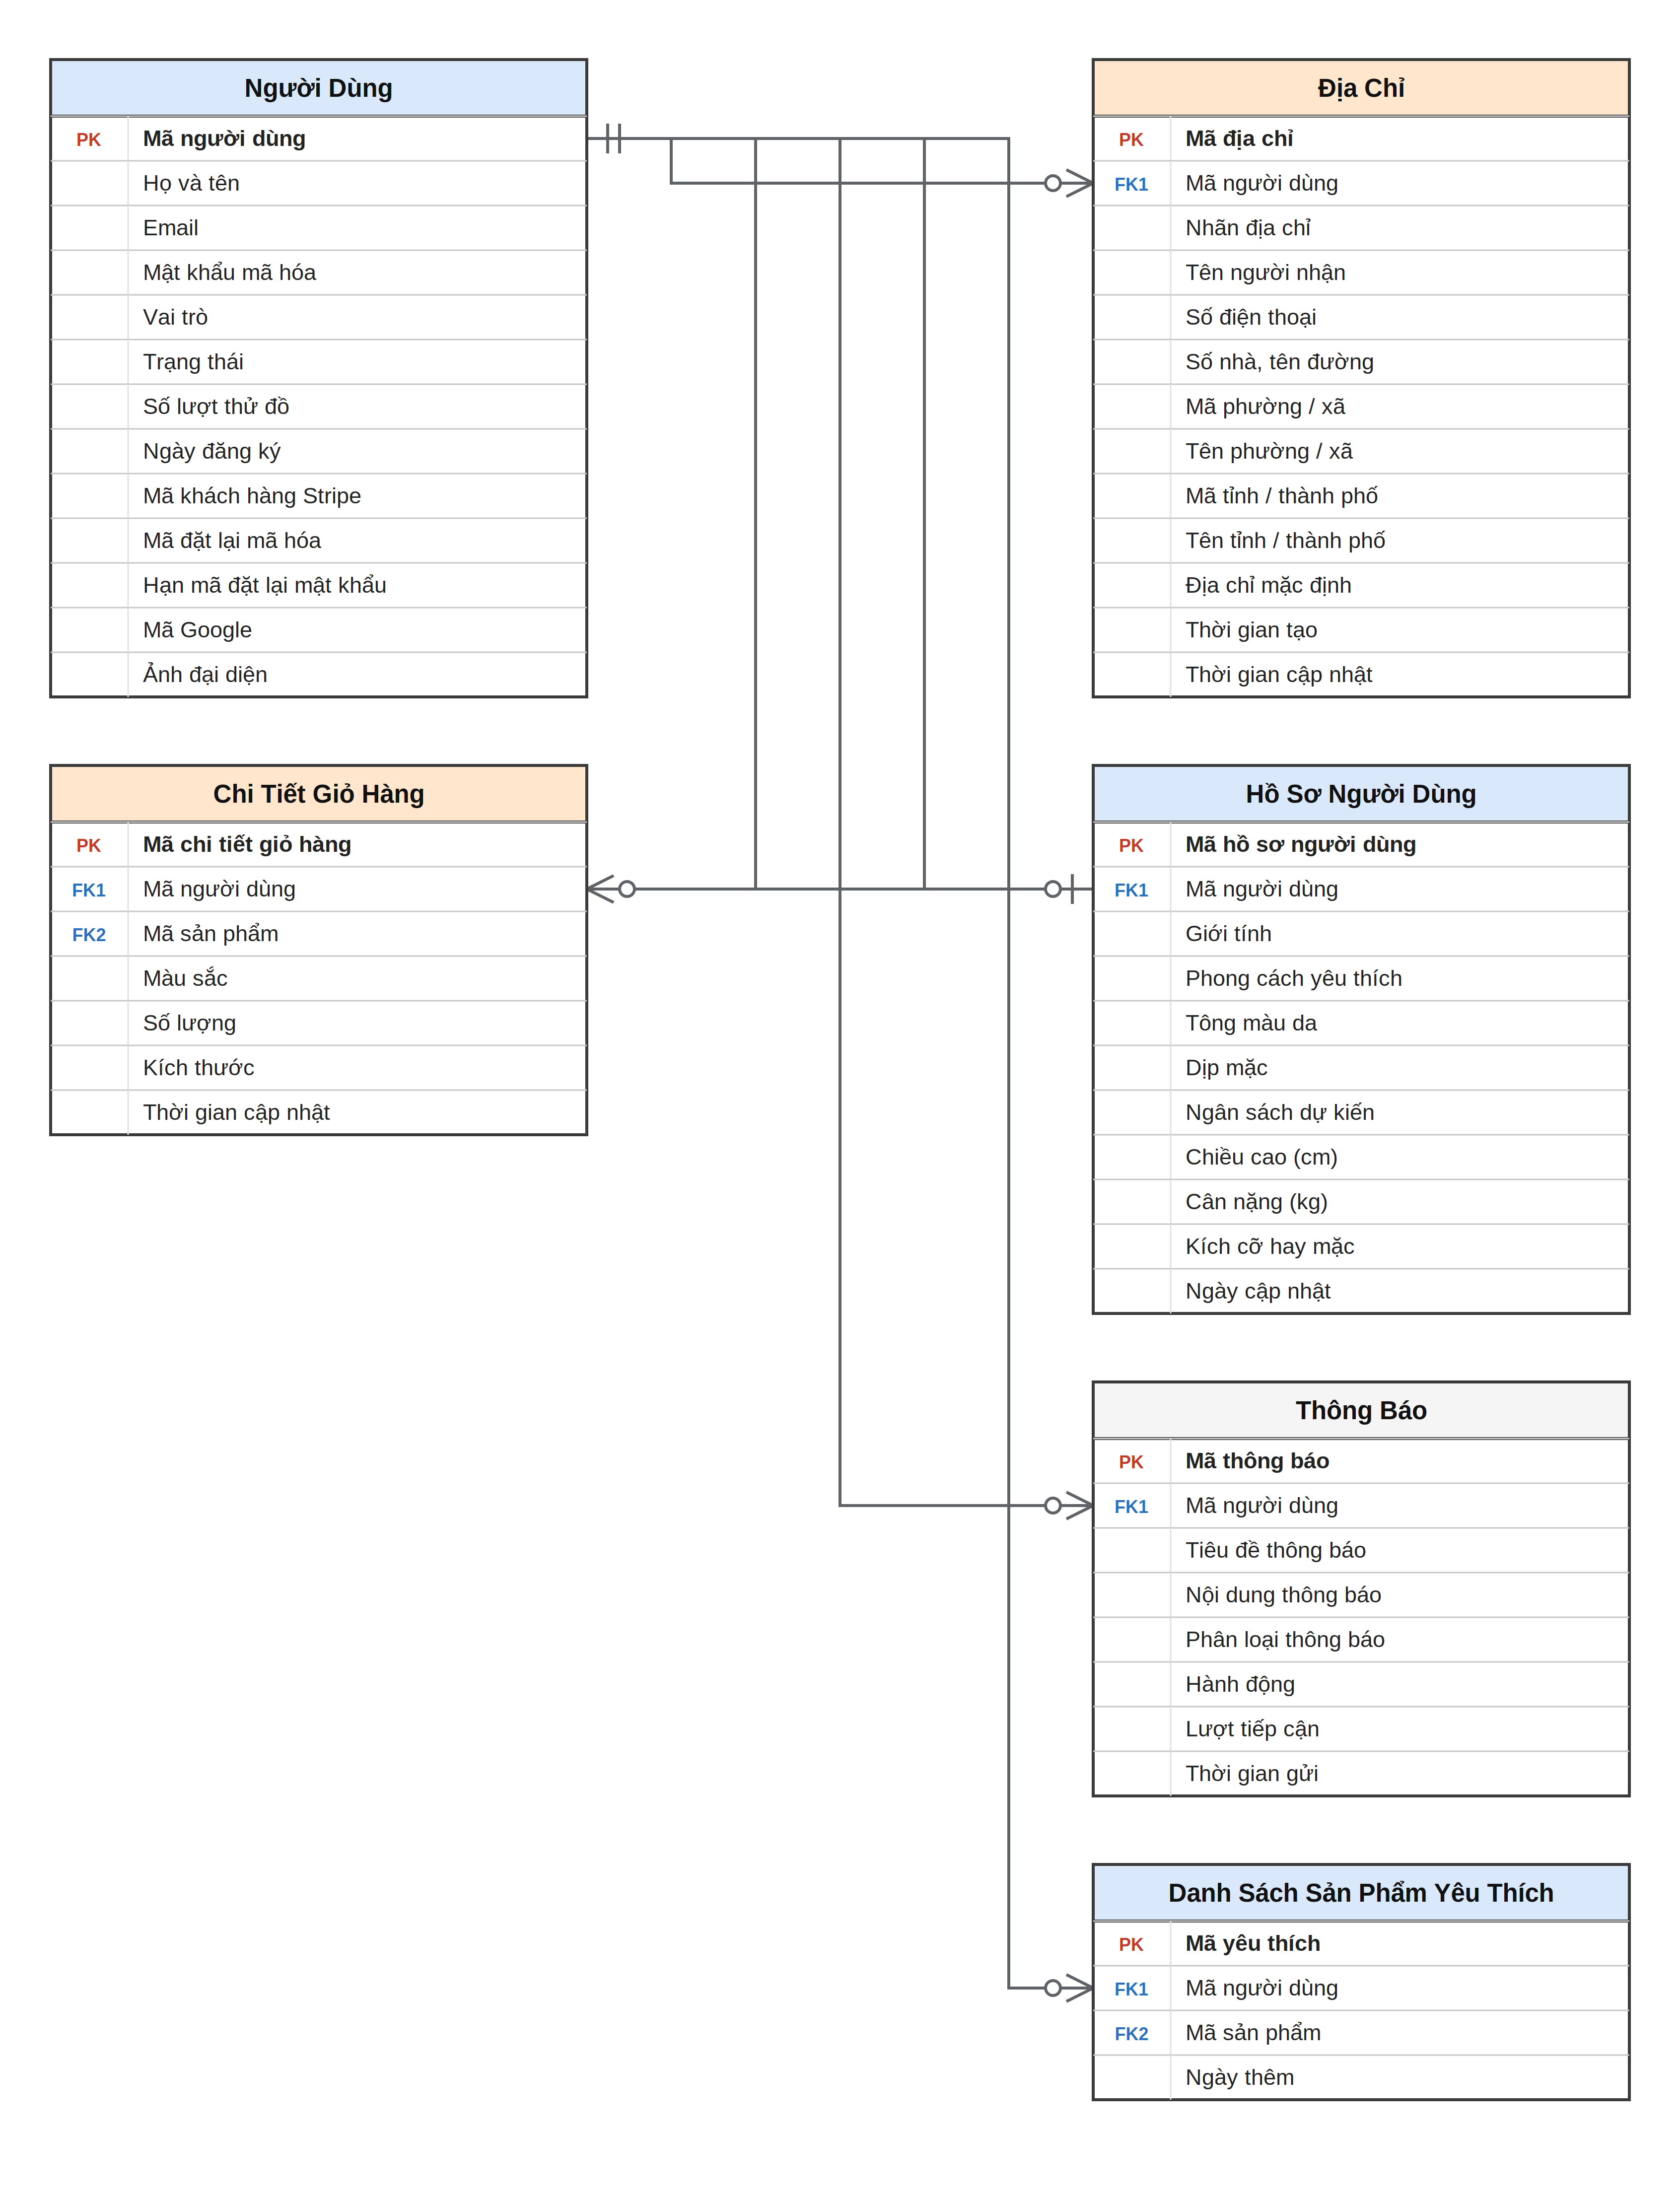 Người Dùng
PK Mã người dùng
Họ và tên
Email
Mật khẩu mã hóa
Vai trò
Trạng thái
Số lượt thử đồ
Ngày đăng ký
Mã khách hàng Stripe
Mã đặt lại mã hóa
Hạn mã đặt lại mật khẩu
Mã Google
Ảnh đại diện
Địa Chỉ
PK Mã địa chỉ
FK1 Mã người dùng
Nhãn địa chỉ
Tên người nhận
Số điện thoại
Số nhà, tên đường
Mã phường / xã
Tên phường / xã
Mã tỉnh / thành phố
Tên tỉnh / thành phố
Địa chỉ mặc định
Thời gian tạo
Thời gian cập nhật
Chi Tiết Giỏ Hàng
PK Mã chi tiết giỏ hàng
FK1 Mã người dùng
FK2 Mã sản phẩm
Màu sắc
Số lượng
Kích thước
Thời gian cập nhật
Hồ Sơ Người Dùng
PK Mã hồ sơ người dùng
FK1 Mã người dùng
Giới tính
Phong cách yêu thích
Tông màu da
Dịp mặc
Ngân sách dự kiến
Chiều cao (cm)
Cân nặng (kg)
Kích cỡ hay mặc
Ngày cập nhật
Thông Báo
PK Mã thông báo
FK1 Mã người dùng
Tiêu đề thông báo
Nội dung thông báo
Phân loại thông báo
Hành động
Lượt tiếp cận
Thời gian gửi
Danh Sách Sản Phẩm Yêu Thích
PK Mã yêu thích
FK1 Mã người dùng
FK2 Mã sản phẩm
Ngày thêm